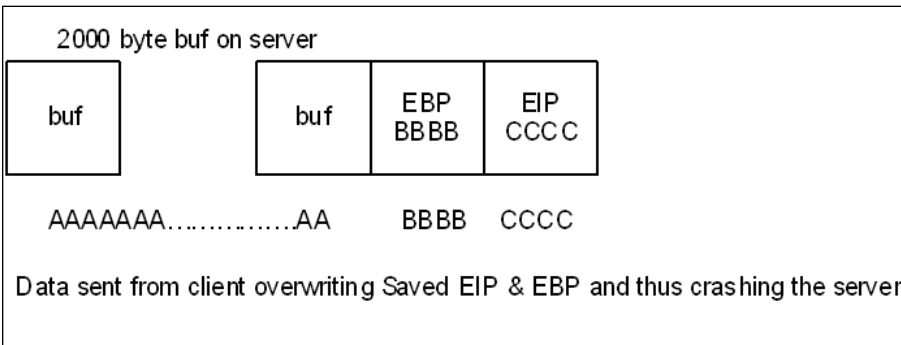 2000 byte buf on server
buf buf EBP EIP
BBBB CCCC
AAAAAAA................AA BBBB CCCC
Data sent from client overwriting Saved EIP & EBP and thus crashing the server